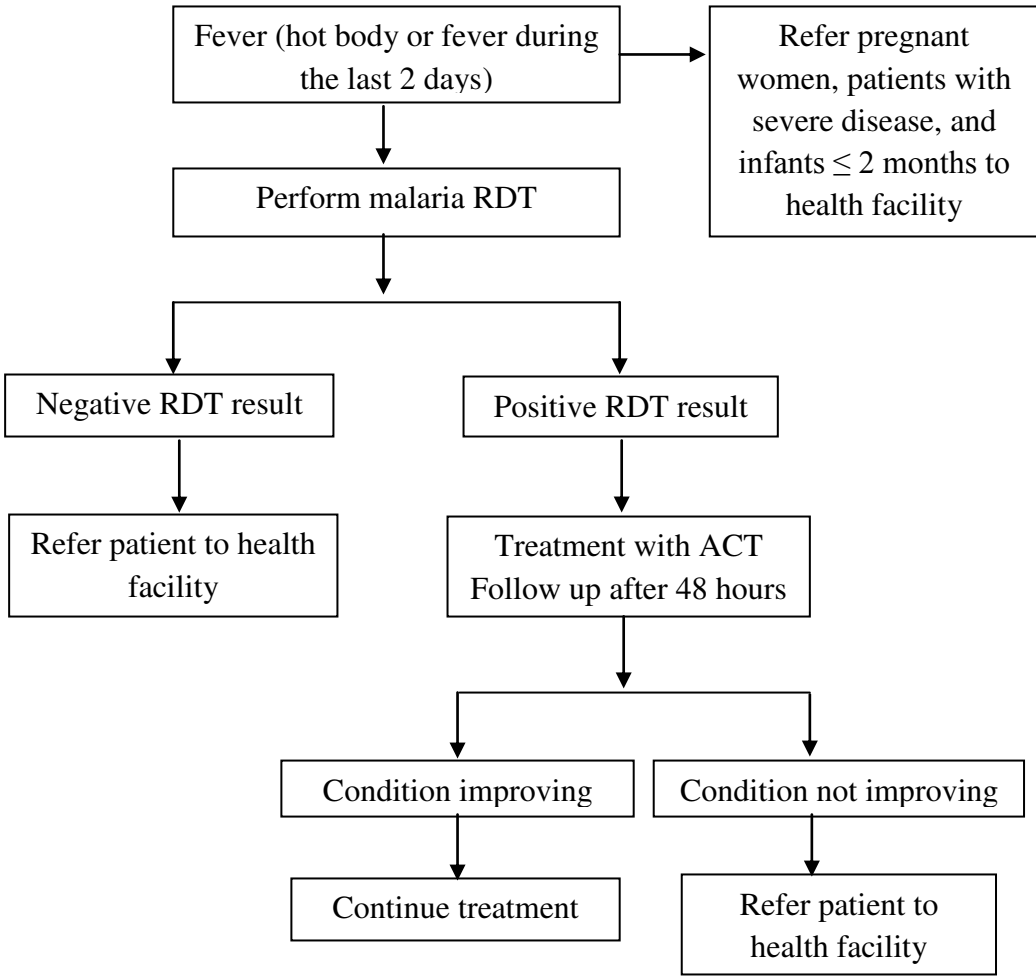 Fever (hot body or fever during
the last 2 days)
Refer pregnant
women, patients with
severe disease, and
infants ≤ 2 months to
health facility
Perform malaria RDT
Negative RDT result
Positive RDT result
Refer patient to health
facility
Treatment with ACT
Follow up after 48 hours
Condition improving
Condition not improving
Continue treatment
Refer patient to
health facility